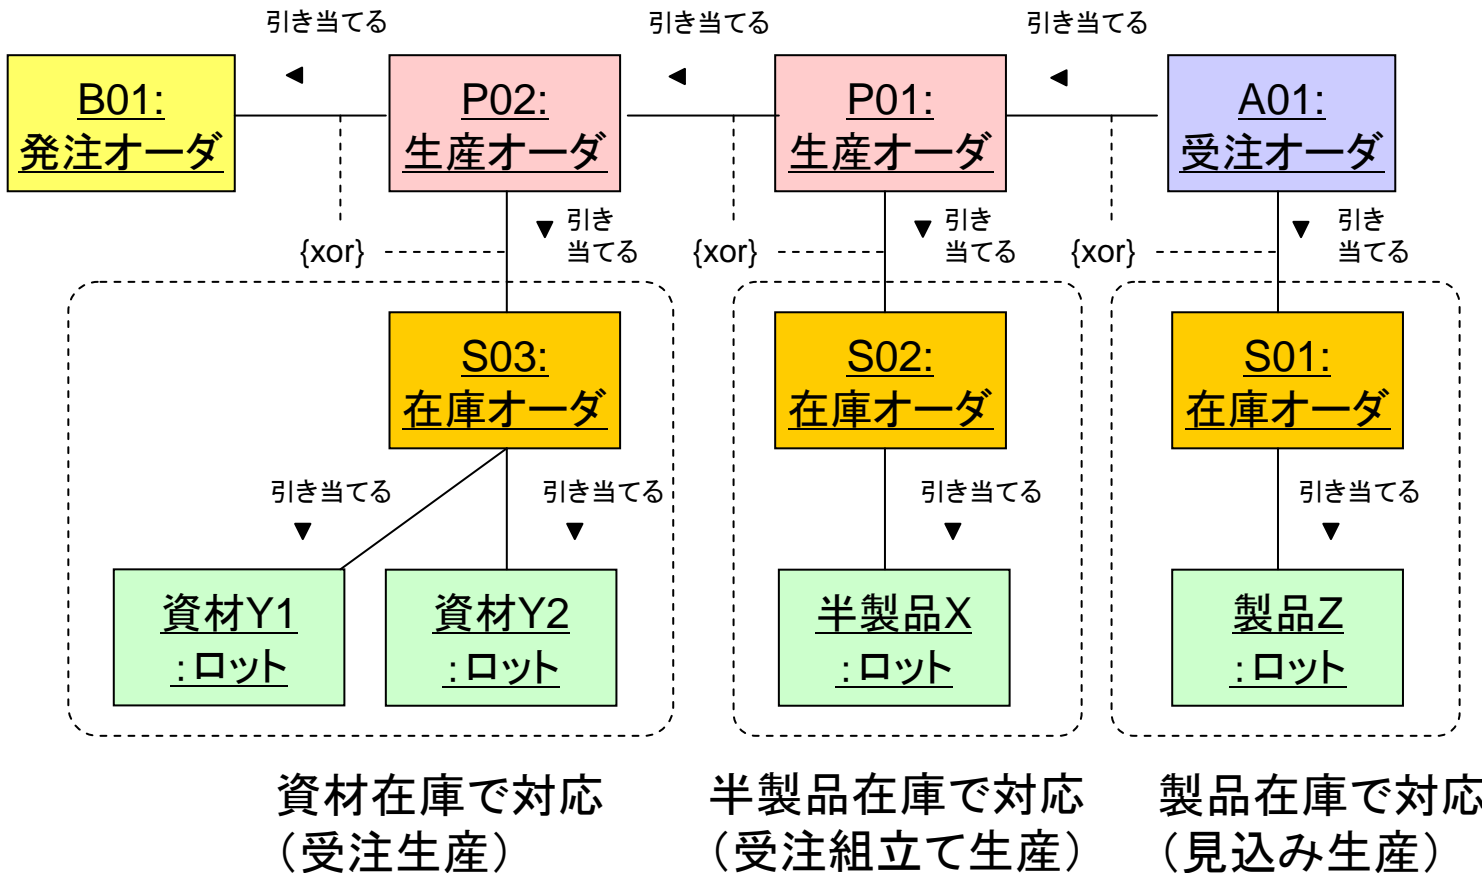 引き当てる
引き当てる
引き当てる
B01:
発注オーダ
P02:
生産オーダ
P01:
生産オーダ
A01:
受注オーダ
引き
当てる
引き
当てる
引き
当てる
{xor}
{xor}
{xor}
S03:
在庫オーダ
S02:
在庫オーダ
S01:
在庫オーダ
引き当てる
引き当てる
引き当てる
引き当てる
資材Y1
:ロット
資材Y2
:ロット
半製品X
:ロット
製品Z
:ロット
資材在庫で対応
（受注生産）
半製品在庫で対応
（受注組立て生産）
製品在庫で対応
（見込み生産）